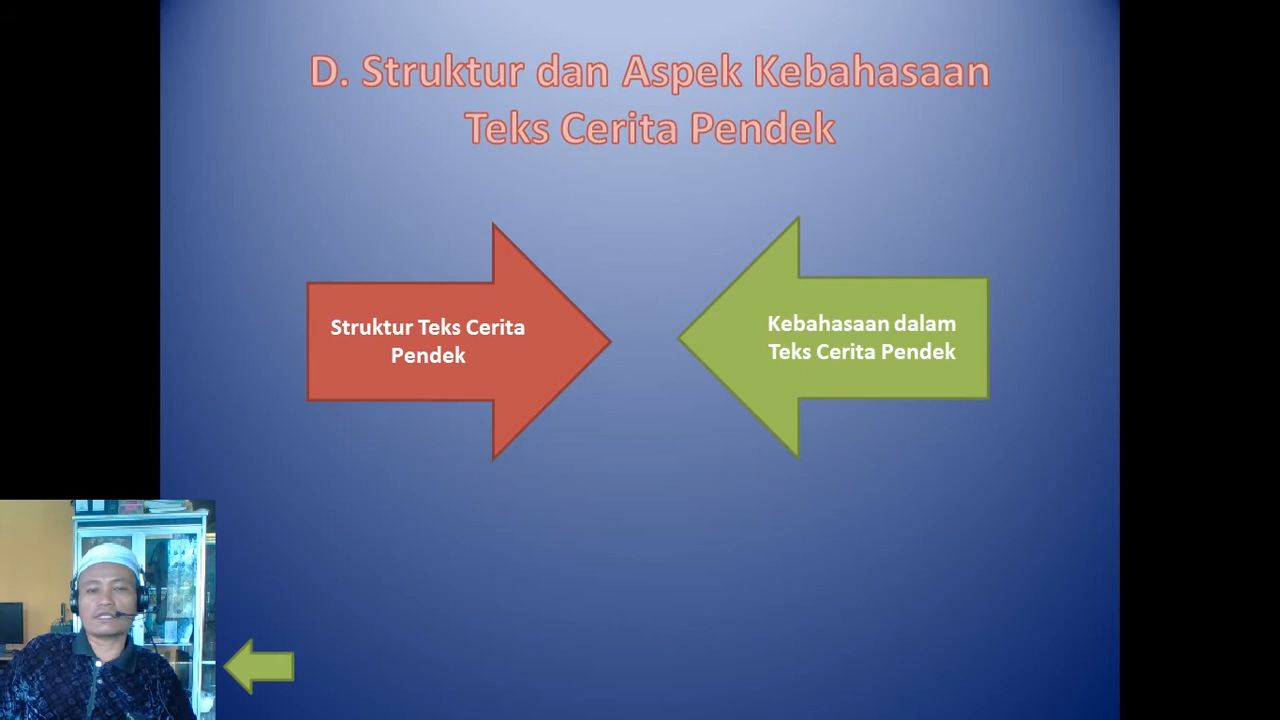 D. Struktur dan Aspek Kebahasaan
Teks Cerita Pendek
Struktur Teks Cerita
Pendek
Kebahasaan dalam
Teks Cerita Pendek